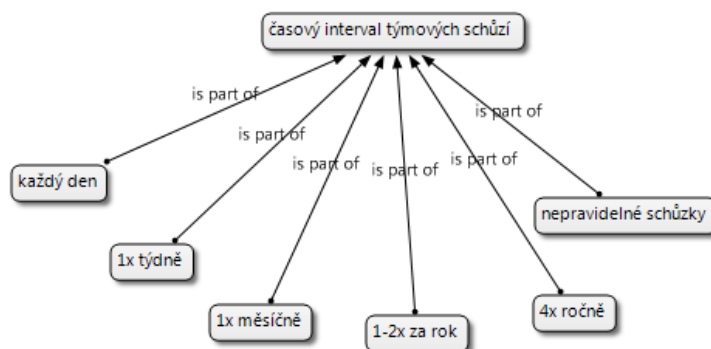 časový interval týmových schůzí
is part of
is part of
is part of
is part of
is part of
is part of
každý den
nepravidelné schůzky
1x týdně
1x měsíčně
1-2x za rok
4x ročně